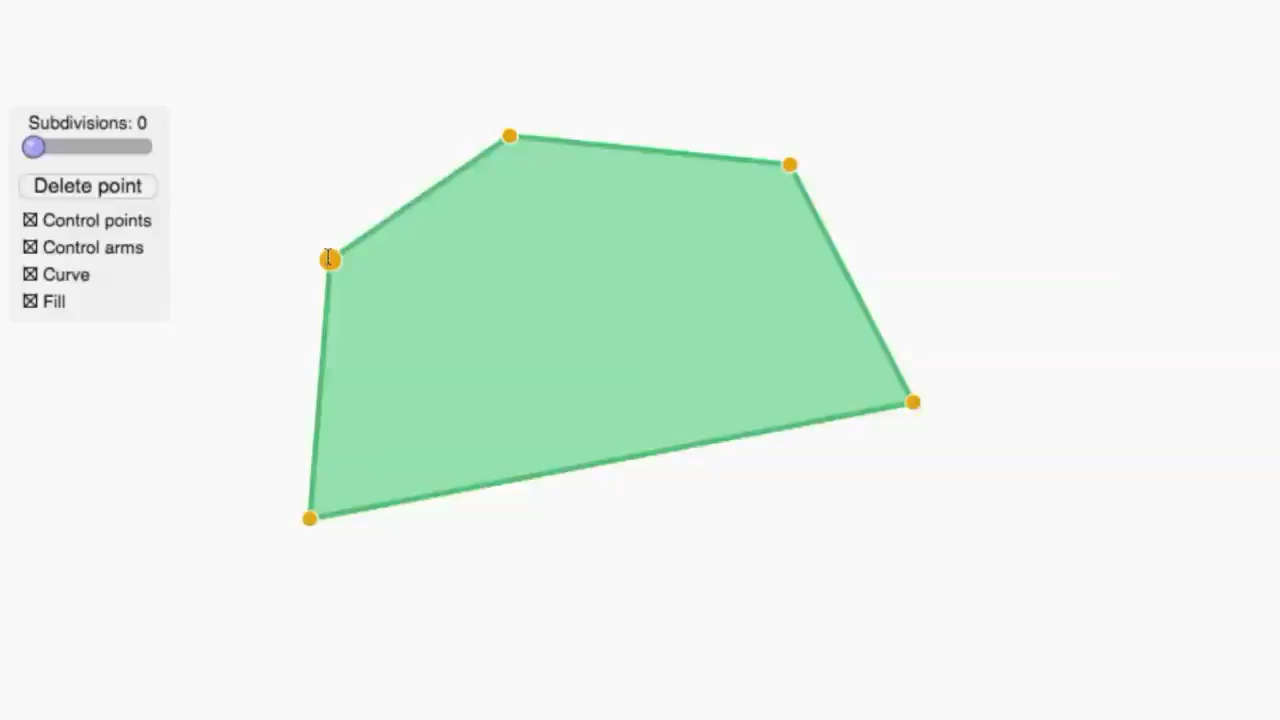 Subdivisions: 0
Delete point
Control points
Control arms
Curve
Fill